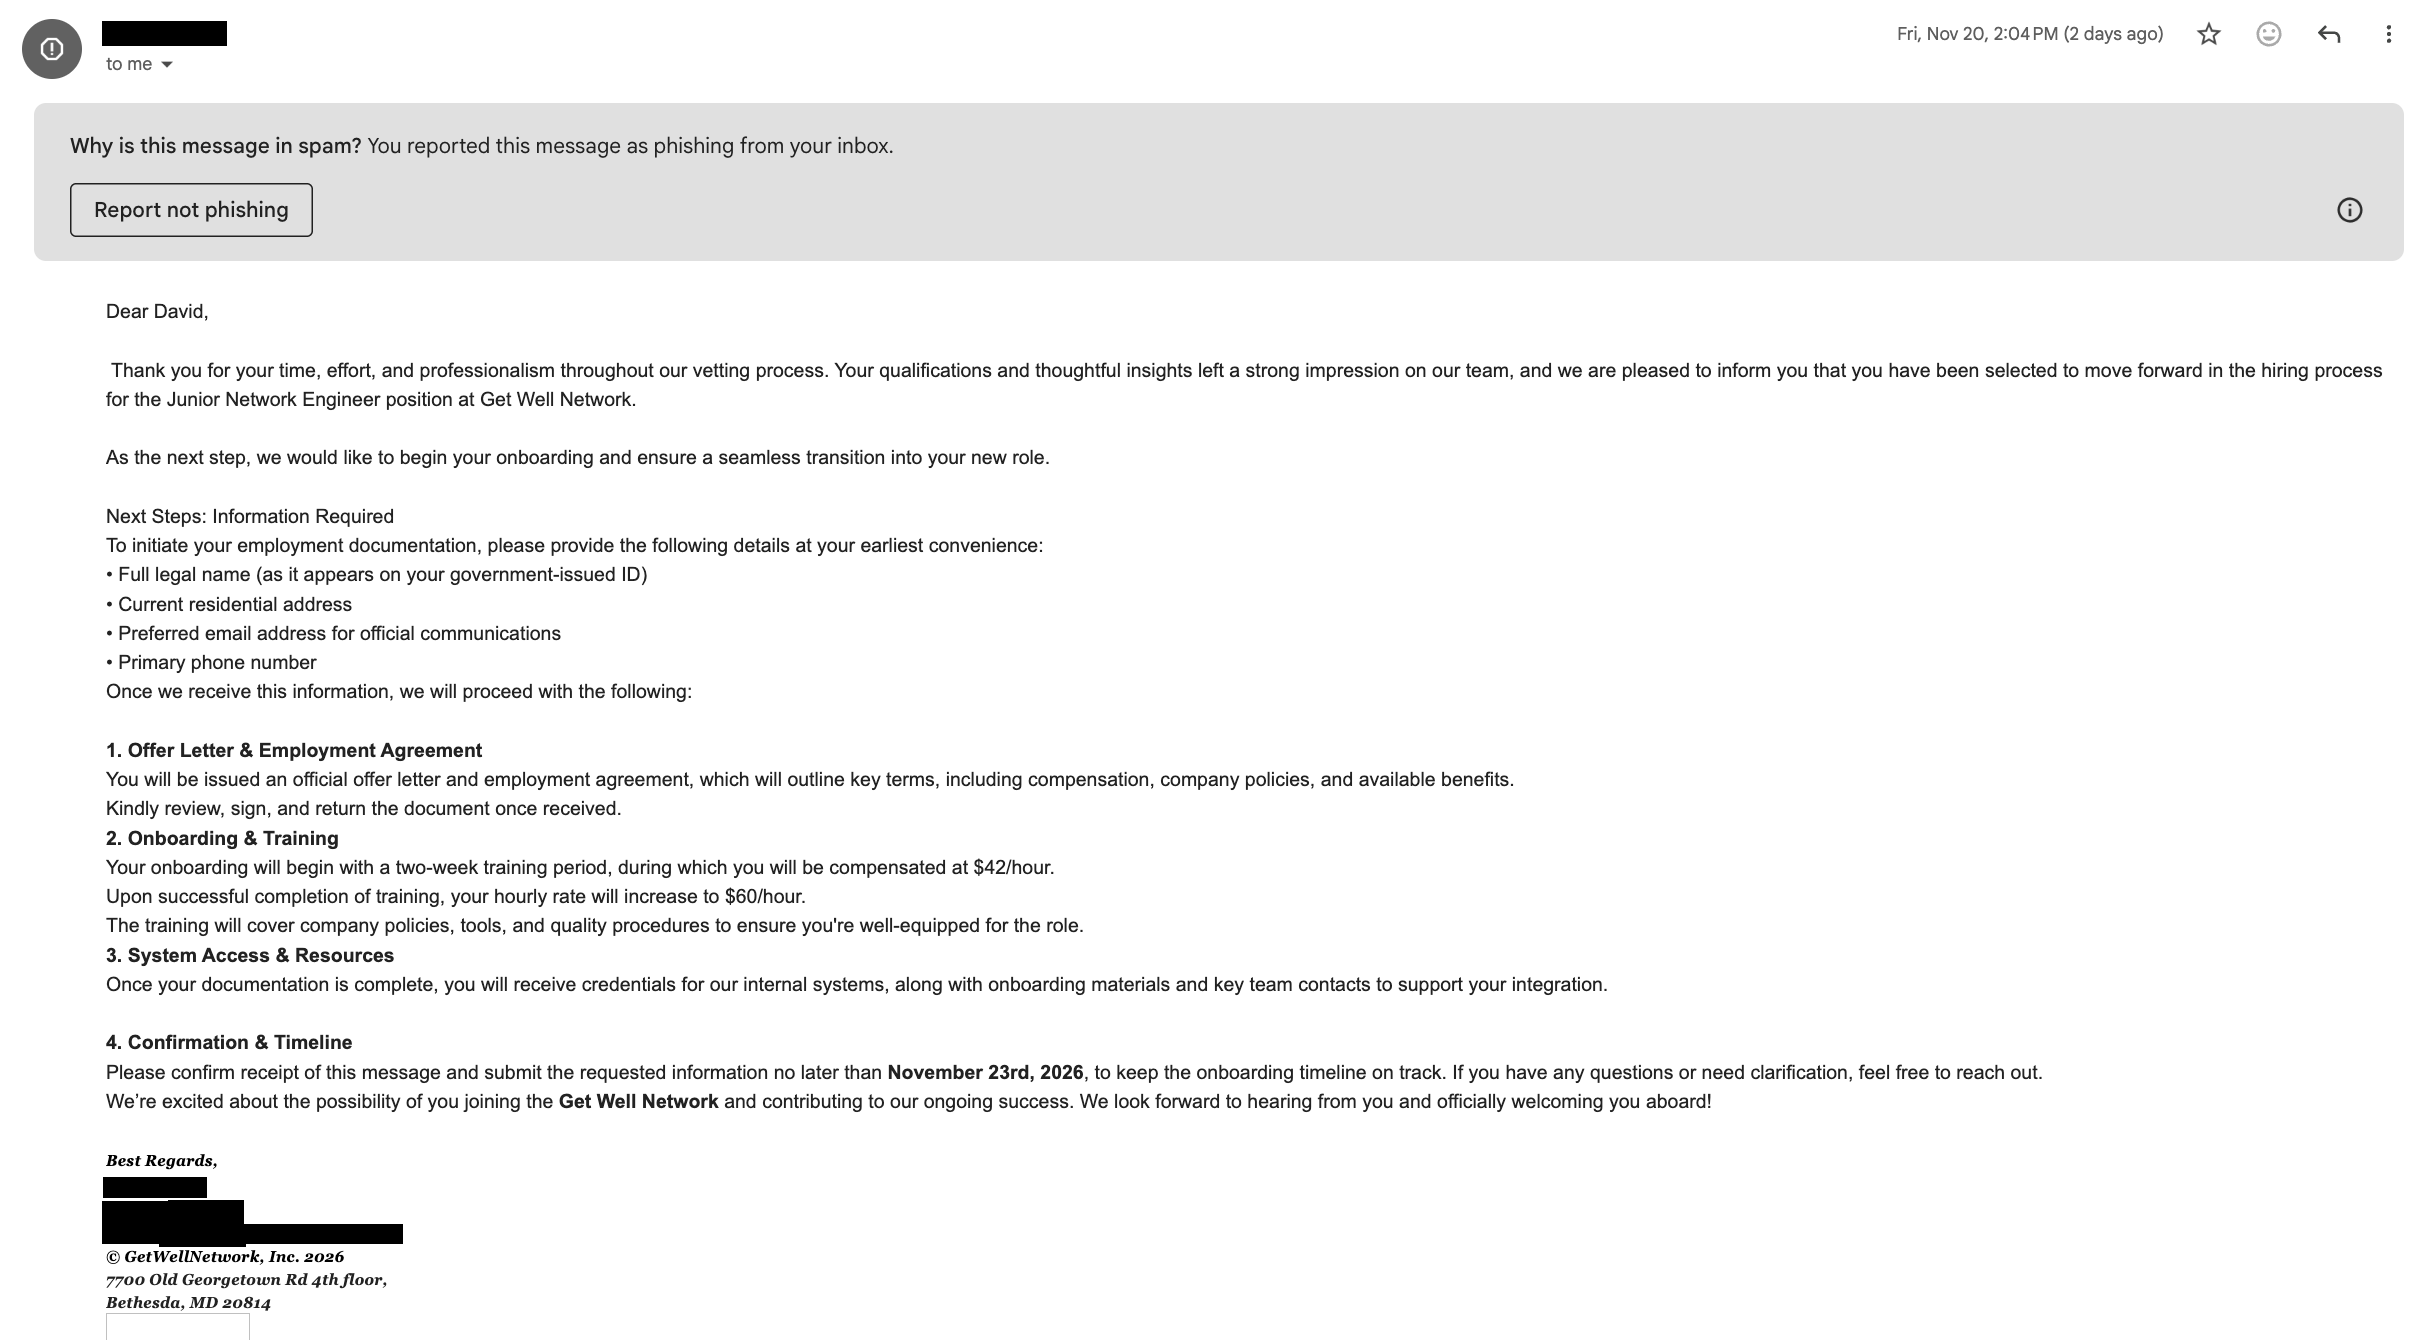 Fri, Nov 20, 2:04 PM (2 days ago)
to me
Why is this message in spam? You reported this message as phishing from your inbox.
Report not phishing
Dear David,
Thank you for your time, effort, and professionalism throughout our vetting process. Your qualifications and thoughtful insights left a strong impression on our team, and we are pleased to inform you that you have been selected to move forward in the hiring process
for the Junior Network Engineer position at Get Well Network.
As the next step, we would like to begin your onboarding and ensure a seamless transition into your new role.
Next Steps: Information Required
To initiate your employment documentation, please provide the following details at your earliest convenience:
• Full legal name (as it appears on your government-issued ID)
• Current residential address
• Preferred email address for official communications
• Primary phone number
Once we receive this information, we will proceed with the following:
1. Offer Letter & Employment Agreement
You will be issued an official offer letter and employment agreement, which will outline key terms, including compensation, company policies, and available benefits.
Kindly review, sign, and return the document once received.
2. Onboarding & Training
Your onboarding will begin with a two-week training period, during which you will be compensated at $42/hour.
Upon successful completion of training, your hourly rate will increase to $60/hour.
The training will cover company policies, tools, and quality procedures to ensure you're well-equipped for the role.
3. System Access & Resources
Once your documentation is complete, you will receive credentials for our internal systems, along with onboarding materials and key team contacts to support your integration.
4. Confirmation & Timeline
Please confirm receipt of this message and submit the requested information no later than November 23rd, 2026, to keep the onboarding timeline on track. If you have any questions or need clarification, feel free to reach out.
We’re excited about the possibility of you joining the Get Well Network and contributing to our ongoing success. We look forward to hearing from you and officially welcoming you aboard!
Best Regards,
© GetWellNetwork, Inc. 2026
7700 Old Georgetown Rd 4th floor,
Bethesda, MD 20814